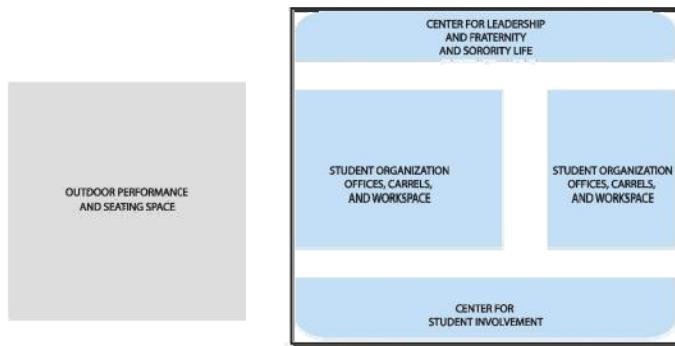 CENTER FOR LEADERSHIP
AND FRATERNITY
AND SORORITY LIFE
OUTDOOR PERFORMANCE
AND SEATING SPACE
STUDENT ORGANIZATION
OFFICES, CARRELS,
AND WORKSPACE
STUDENT ORGANIZATION
OFFICES, CARRELS,
AND WORKSPACE
CENTER FOR
STUDENT INVOLVEMENT